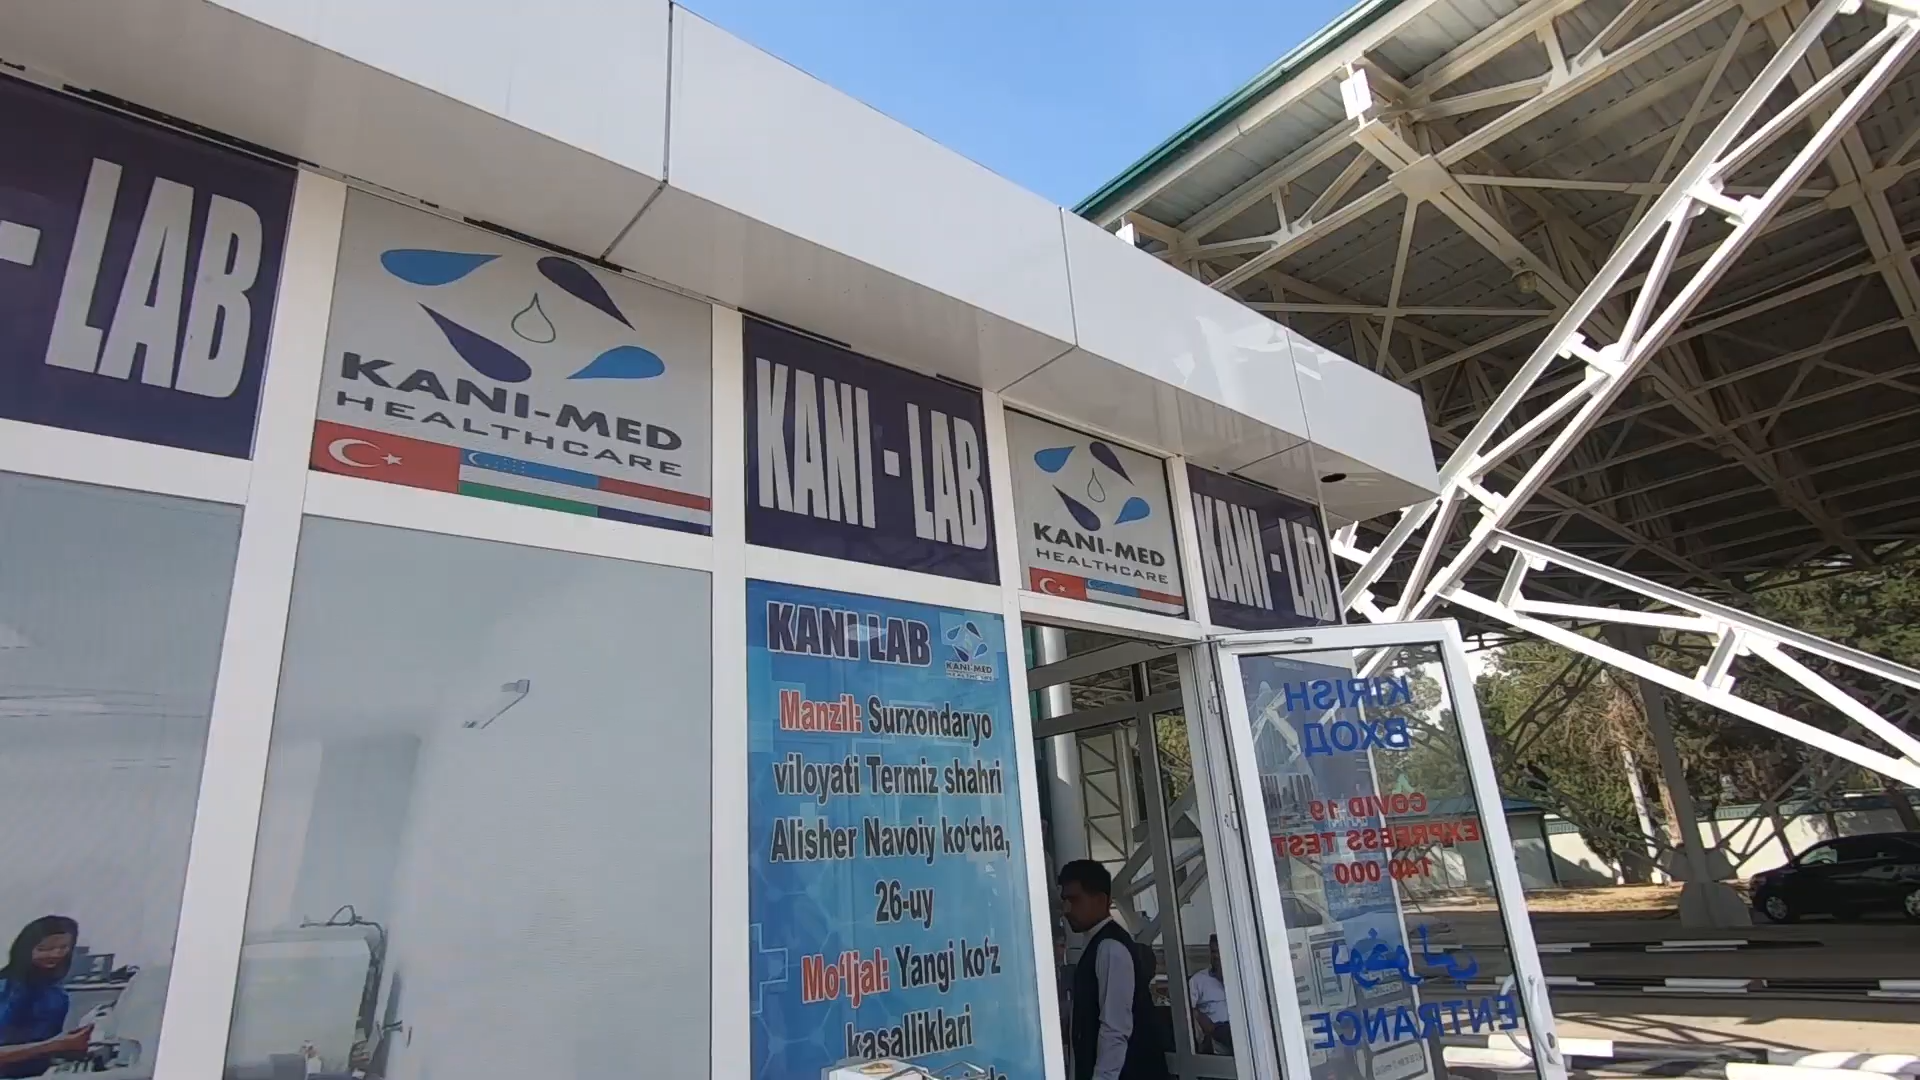 - LAB
KANI-MED
HEALTHCARE
KANI - LAB
KANI-MED
HEALTHCARE
KANI - LAB
KANI LAB
KANI-MED
HEALTHCARE
Manzil: Surxondaryo
viloyati Termiz shahri
Alisher Navoiy ko‘cha,
26-uy
Mo‘ljal: Yangi ko‘z
kasalliklari
KIRISH
ВХОД
COVID 19
EXPREESS TEST
140 000
ENTRANCE